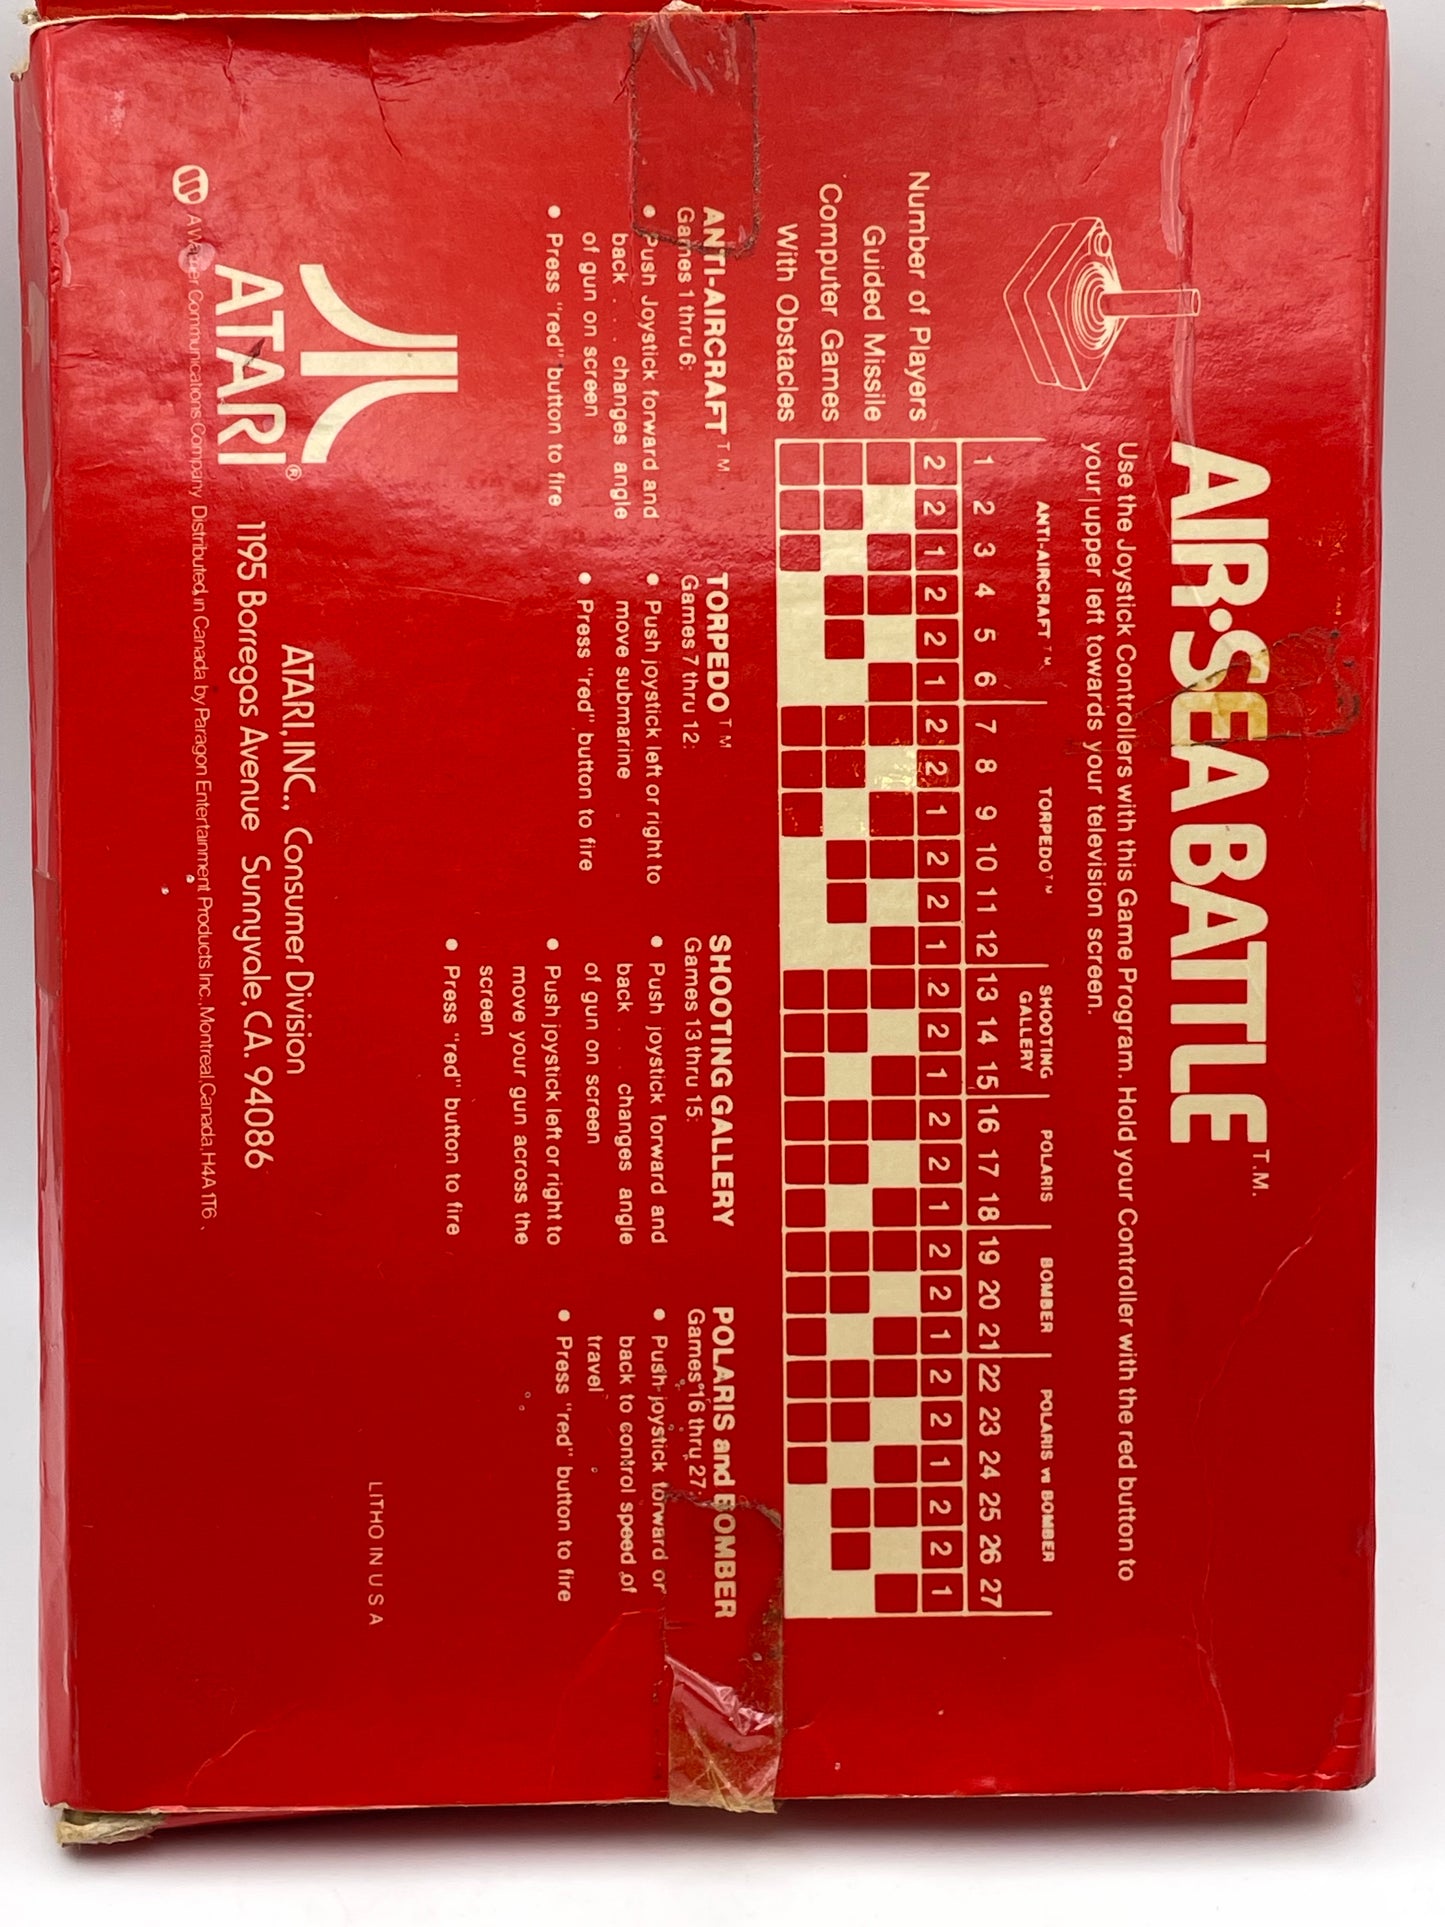 AIR·SEA BATTLE T.M.
Use the Joystick Controllers with this Game Program. Hold your Controller with the red button to
your upper left towards your television screen.
ANTI-AIRCRAFT TM TORPEDO TM SHOOTING GALLERY POLARIS BOMBER POLARIS vs BOMBER
1 2 3 4 5 6 7 8 9 10 11 12 13 14 15 16 17 18 19 20 21 22 23 24 25 26 27
Number of Players 2 2 1 2 2 1 2 2 1 2 2 1 2 2 1 2 2 1 2 2 1 2 2 1 2 2 1
Guided Missile
Computer Games
With Obstacles
ANTI-AIRCRAFT TM
Games 1 thru 6:
• Push Joystick forward and
back . . . changes angle
of gun on screen
• Press "red" button to fire
TORPEDO TM
Games 7 thru 12:
• Push joystick left or right to
move submarine
• Press "red" button to fire
SHOOTING GALLERY
Games 13 thru 15:
• Push joystick forward and
back . . . changes angle
of gun on screen
• Push joystick left or right to
move your gun across the
screen
• Press "red" button to fire
POLARIS and BOMBER
Games 16 thru 27:
• Push joystick forward or
back to control speed of
travel
• Press "red" button to fire
ATARI®
ATARI, INC., Consumer Division
1195 Borregas Avenue Sunnyvale, CA. 94086
A Warner Communications Company Distributed in Canada by Paragon Entertainment Products Inc., Montreal, Canada, H4A 1T6
LITHO IN U S A